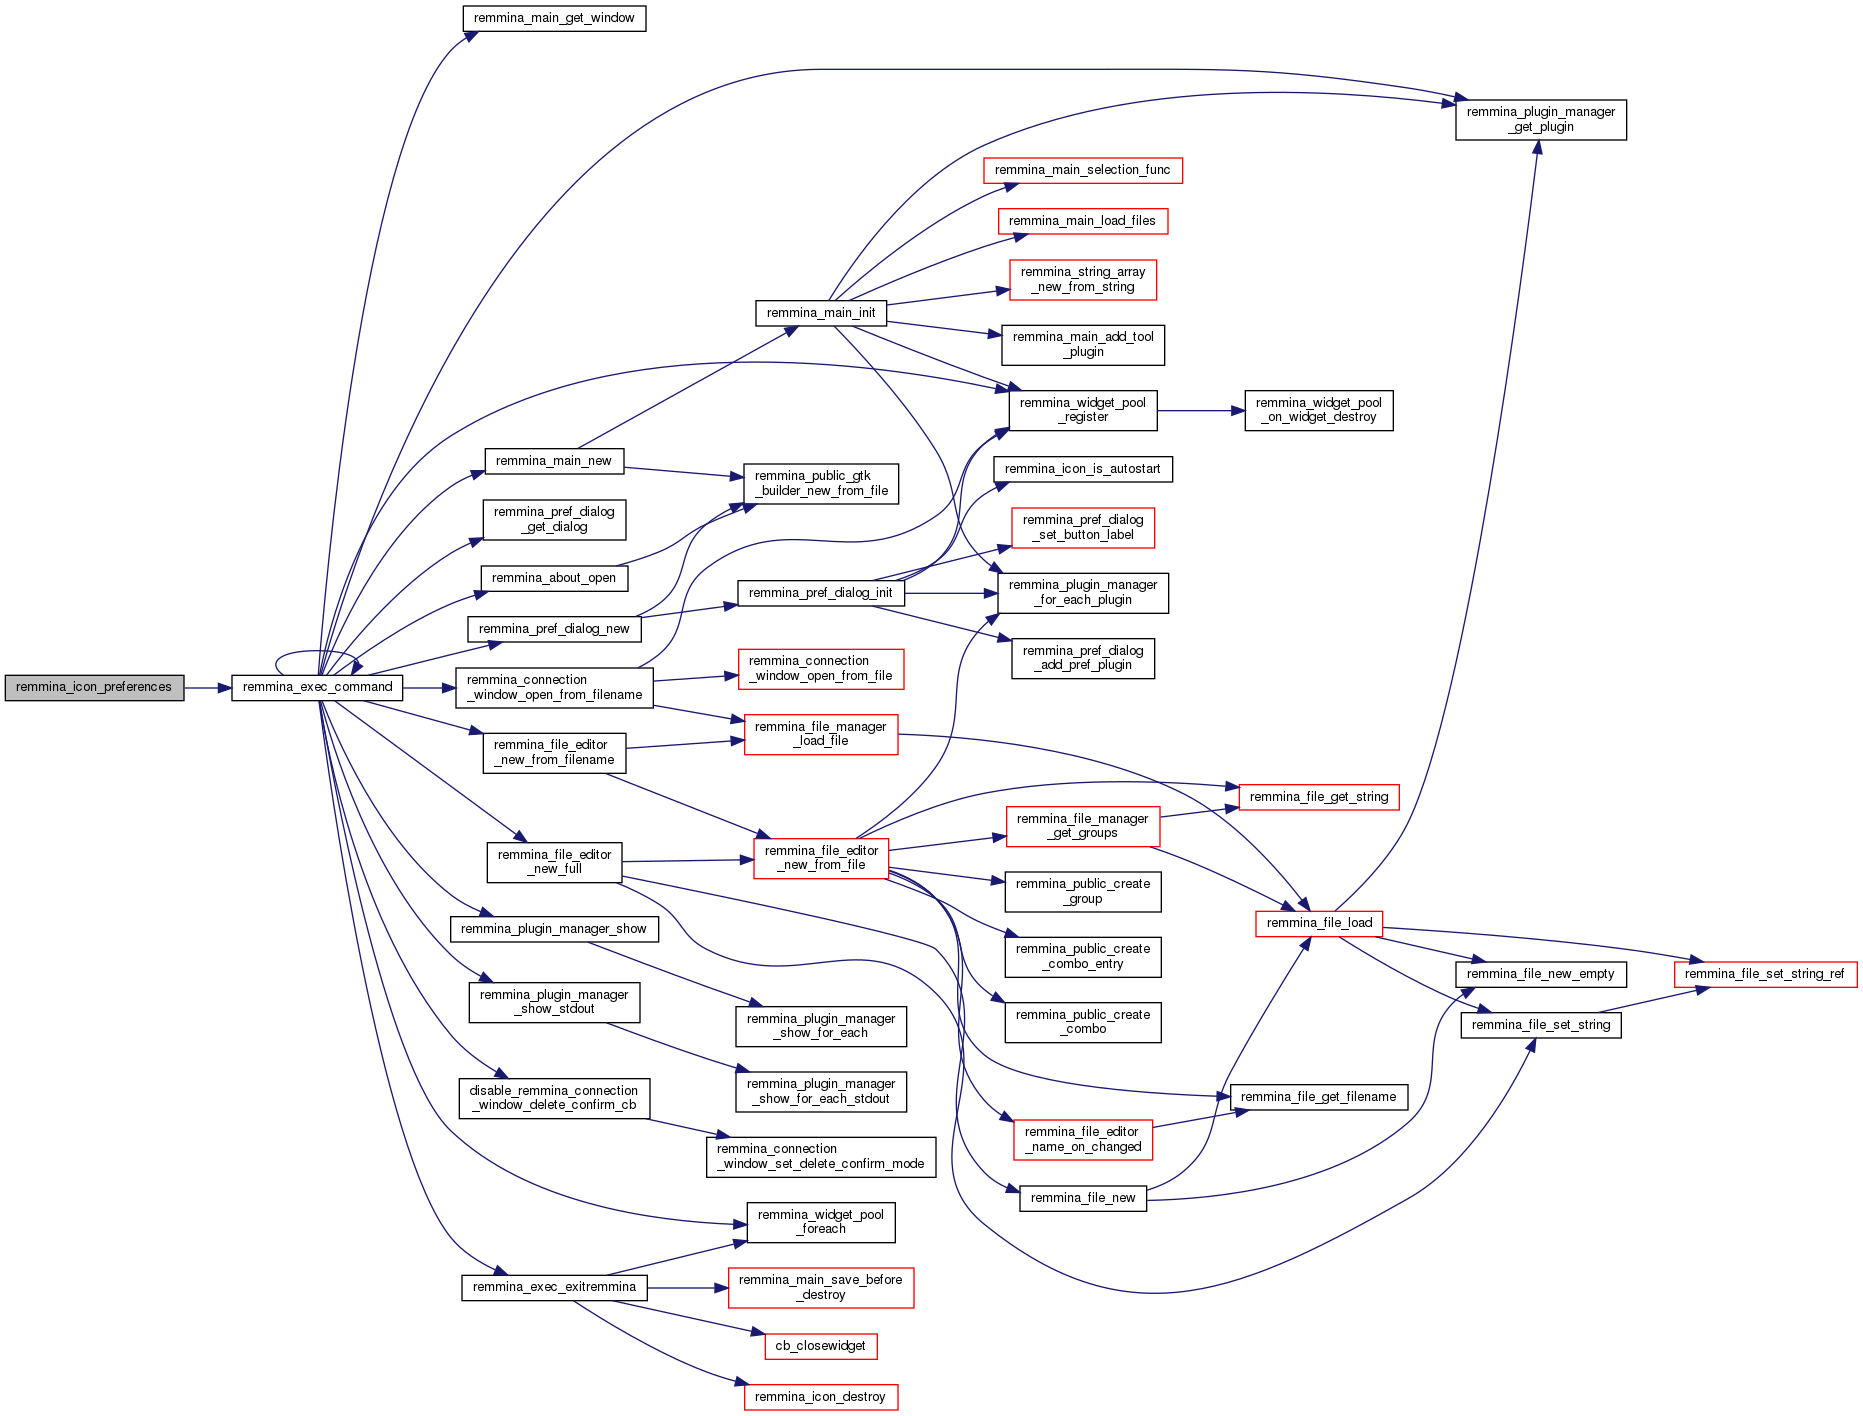 remmina_main_get_window
remmina_plugin_manager
_get_plugin
remmina_main_selection_func
remmina_main_load_files
remmina_string_array
_new_from_string
remmina_main_init
remmina_main_add_tool
_plugin
remmina_widget_pool
_register
remmina_widget_pool
_on_widget_destroy
remmina_main_new
remmina_public_gtk
_builder_new_from_file
remmina_icon_is_autostart
remmina_pref_dialog
_get_dialog
remmina_pref_dialog
_set_button_label
remmina_about_open
remmina_pref_dialog_init
remmina_plugin_manager
_for_each_plugin
remmina_pref_dialog_new
remmina_pref_dialog
_add_pref_plugin
remmina_icon_preferences
remmina_exec_command
remmina_connection
_window_open_from_filename
remmina_connection
_window_open_from_file
remmina_file_editor
_new_from_filename
remmina_file_manager
_load_file
remmina_file_get_string
remmina_file_manager
_get_groups
remmina_file_editor
_new_full
remmina_file_editor
_new_from_file
remmina_public_create
_group
remmina_file_load
remmina_plugin_manager_show
remmina_public_create
_combo_entry
remmina_file_new_empty
remmina_file_set_string_ref
remmina_plugin_manager
_show_stdout
remmina_plugin_manager
_show_for_each
remmina_public_create
_combo
remmina_file_set_string
disable_remmina_connection
_window_delete_confirm_cb
remmina_plugin_manager
_show_for_each_stdout
remmina_file_get_filename
remmina_connection
_window_set_delete_confirm_mode
remmina_file_editor
_name_on_changed
remmina_file_new
remmina_widget_pool
_foreach
remmina_exec_exitremmina
remmina_main_save_before
_destroy
cb_closewidget
remmina_icon_destroy